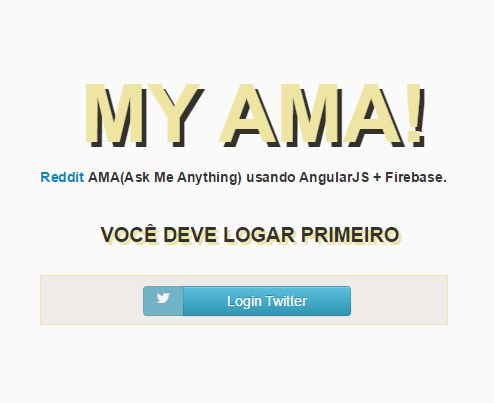 MY AMA!
Reddit AMA(Ask Me Anything) usando AngularJS + Firebase.
VOCÊ DEVE LOGAR PRIMEIRO
Login Twitter